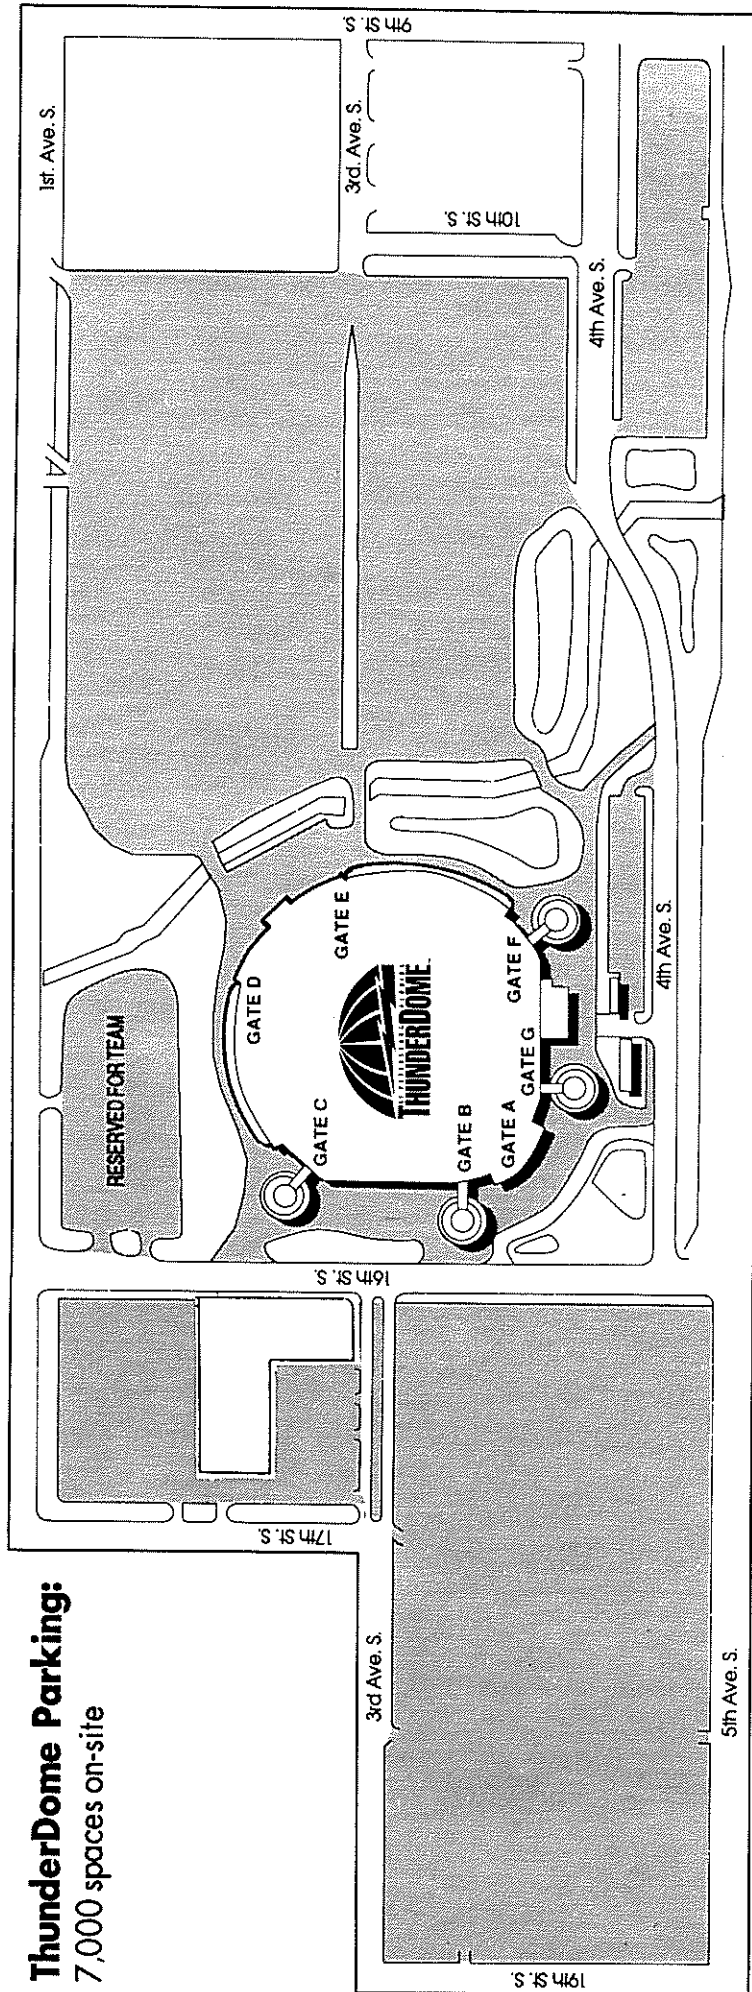 ThunderDome Parking:
7,000 spaces on-site
1st. Ave. S.
9th St. S.
3rd. Ave. S.
10th St. S.
4th Ave. S.
RESERVED FOR TEAM
GATE D
GATE E
GATE C
THUNDERDOME
GATE F
GATE G
GATE B
GATE A
4th Ave. S.
16th St. S.
17th St. S.
3rd Ave. S.
5th Ave. S.
19th St. S.